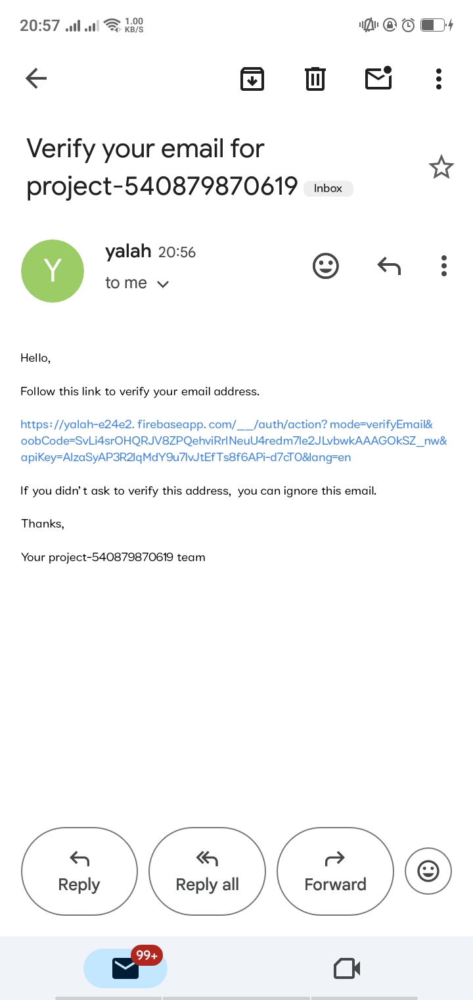 20:57 1.00 KB/S
Verify your email for
project-540879870619 Inbox
Y
yalah 20:56
to me
Hello,
Follow this link to verify your email address.
https://yalah-e24e2.firebaseapp.com/__/auth/action?mode=verifyEmail&
oobCode=SvLi4srOHQRJV8ZPQehviRrINeuU4redm7Ie2JLvbwkAAAGOkSZ_nw&
apiKey=AIzaSyAP3R2IqMdY9u7IvJtEfTs8f6APi-d7cT0&lang=en
If you didn't ask to verify this address, you can ignore this email.
Thanks,
Your project-540879870619 team
Reply
Reply all
Forward
99+